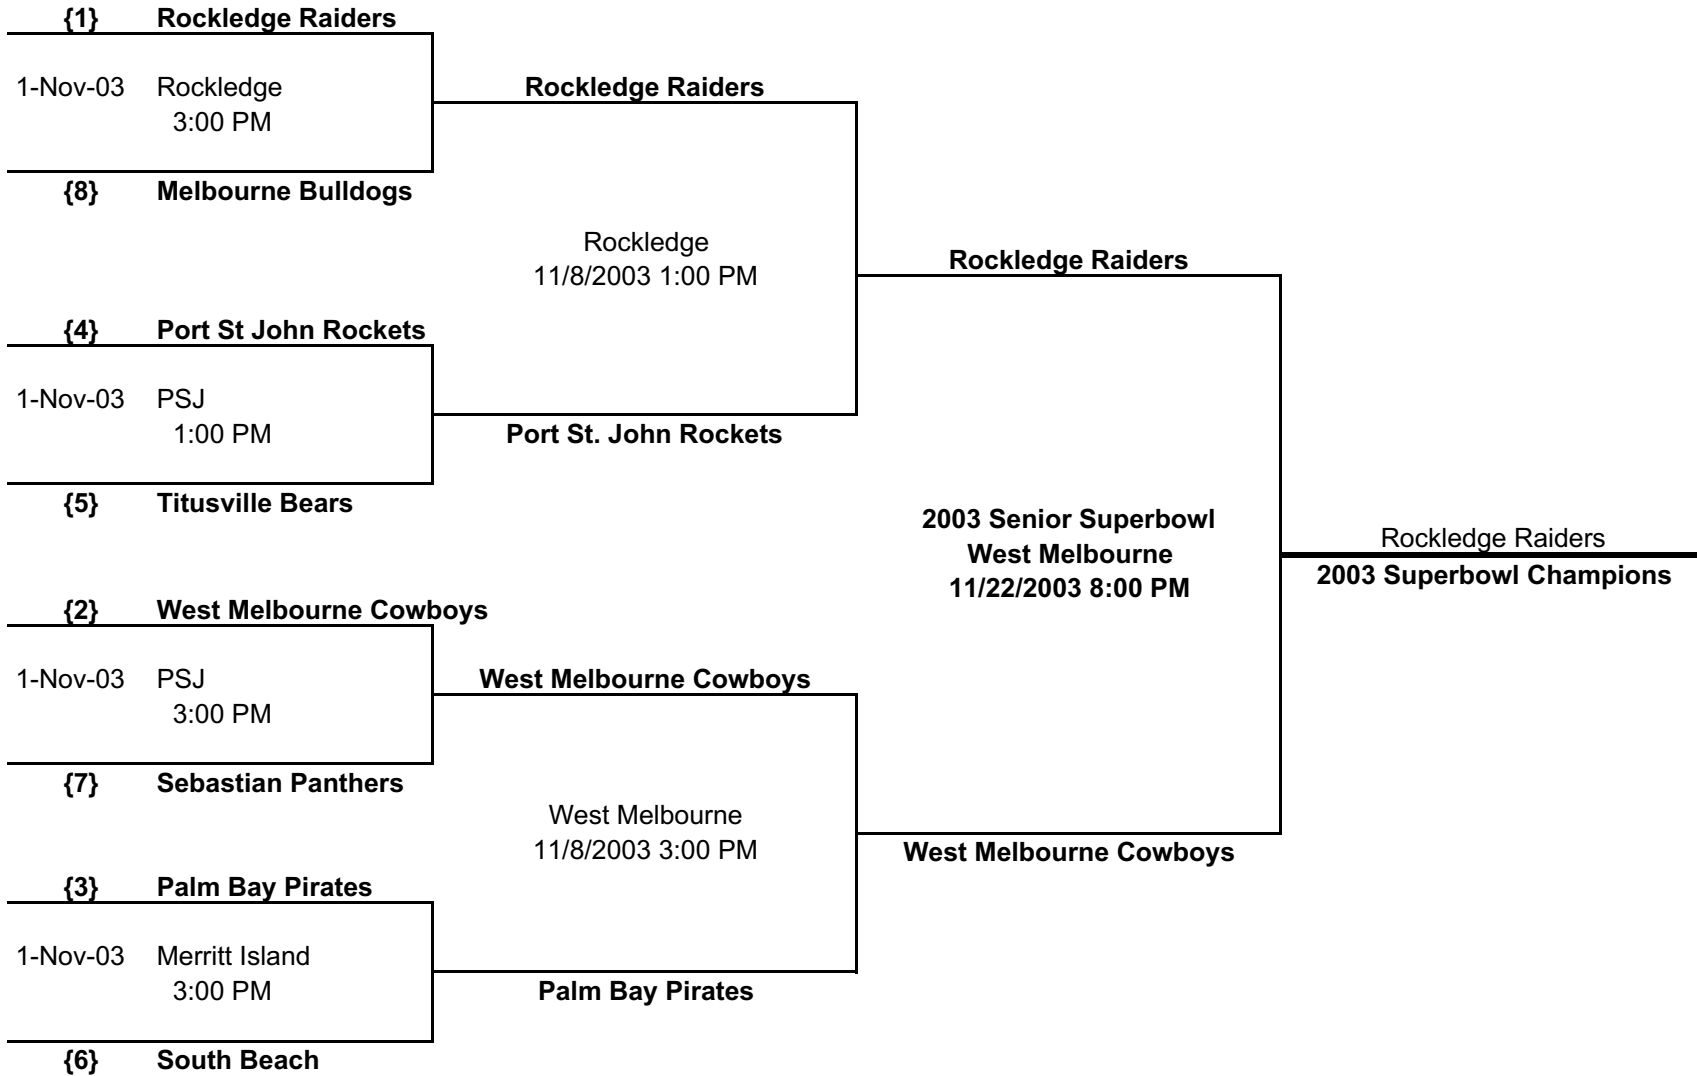 {1} Rockledge Raiders
1-Nov-03 Rockledge
3:00 PM
{8} Melbourne Bulldogs
{4} Port St John Rockets
1-Nov-03 PSJ
1:00 PM
{5} Titusville Bears
{2} West Melbourne Cowboys
1-Nov-03 PSJ
3:00 PM
{7} Sebastian Panthers
{3} Palm Bay Pirates
1-Nov-03 Merritt Island
3:00 PM
{6} South Beach
Rockledge Raiders
Rockledge
11/8/2003 1:00 PM
Port St. John Rockets
West Melbourne Cowboys
West Melbourne
11/8/2003 3:00 PM
Palm Bay Pirates
Rockledge Raiders
2003 Senior Superbowl
West Melbourne
11/22/2003 8:00 PM
West Melbourne Cowboys
Rockledge Raiders
2003 Superbowl Champions